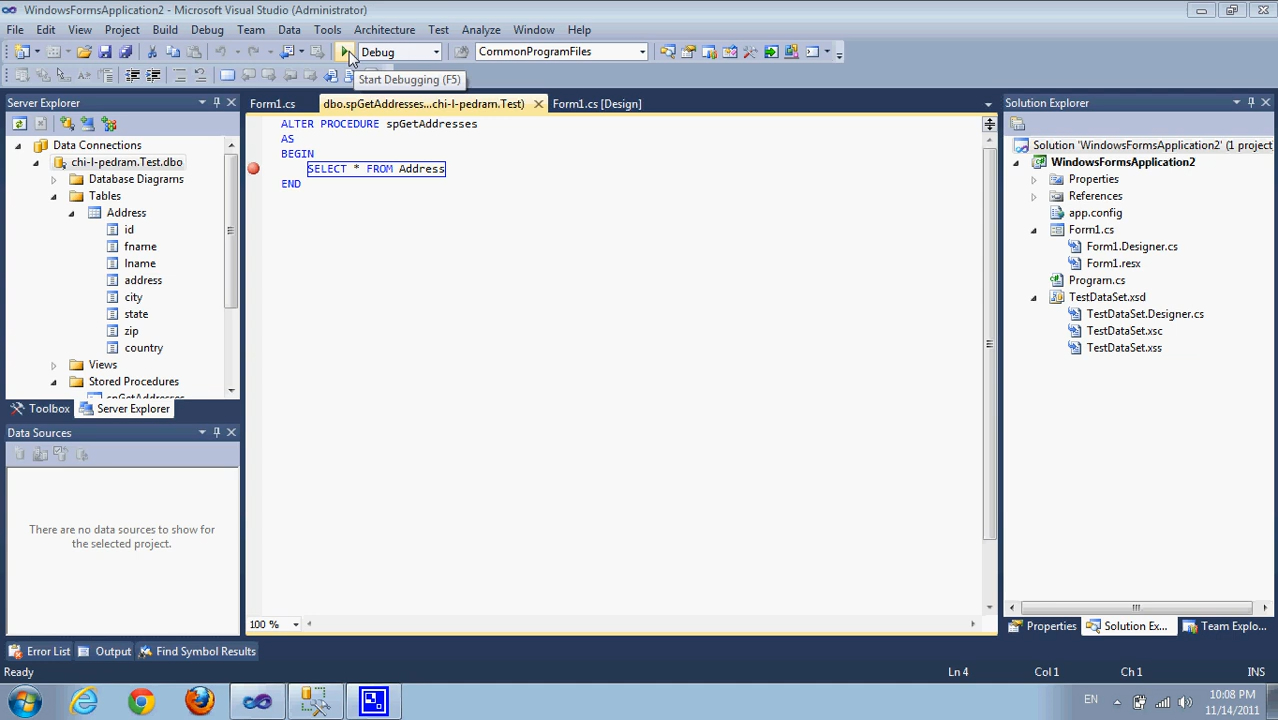 WindowsFormsApplication2 - Microsoft Visual Studio (Administrator)
File Edit View Project Build Debug Team Data Tools Architecture Test Analyze Window Help
Debug CommonProgramFiles
Start Debugging (F5)
Server Explorer
Data Connections
chi-l-pedram.Test.dbo
Database Diagrams
Tables
Address
id
fname
lname
address
city
state
zip
country
Views
Stored Procedures
spGetAddresses
Toolbox Server Explorer
Data Sources
There are no data sources to show for
the selected project.
Form1.cs dbo.spGetAddresses...chi-l-pedram.Test) Form1.cs [Design]
ALTER PROCEDURE spGetAddresses
AS
BEGIN
SELECT * FROM Address
END
100 %
Solution Explorer
Solution 'WindowsFormsApplication2' (1 project
WindowsFormsApplication2
Properties
References
app.config
Form1.cs
Form1.Designer.cs
Form1.resx
Program.cs
TestDataSet.xsd
TestDataSet.Designer.cs
TestDataSet.xsc
TestDataSet.xss
Properties Solution Ex... Team Explo...
Error List Output Find Symbol Results
Ready Ln 4 Col 1 Ch 1 INS
EN 10:08 PM
11/14/2011